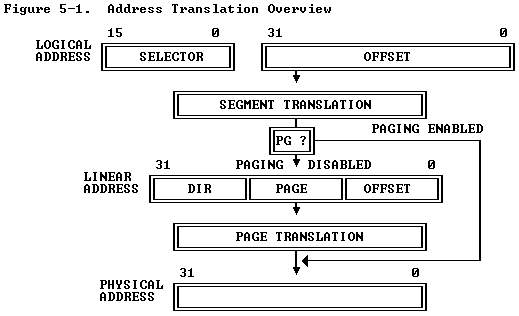 Figure 5-1. Address Translation Overview
15 0 31 0
LOGICAL ADDRESS
SELECTOR OFFSET
SEGMENT TRANSLATION
PG ?
PAGING ENABLED
31 PAGING DISABLED 0
LINEAR ADDRESS
DIR PAGE OFFSET
PAGE TRANSLATION
31 0
PHYSICAL ADDRESS